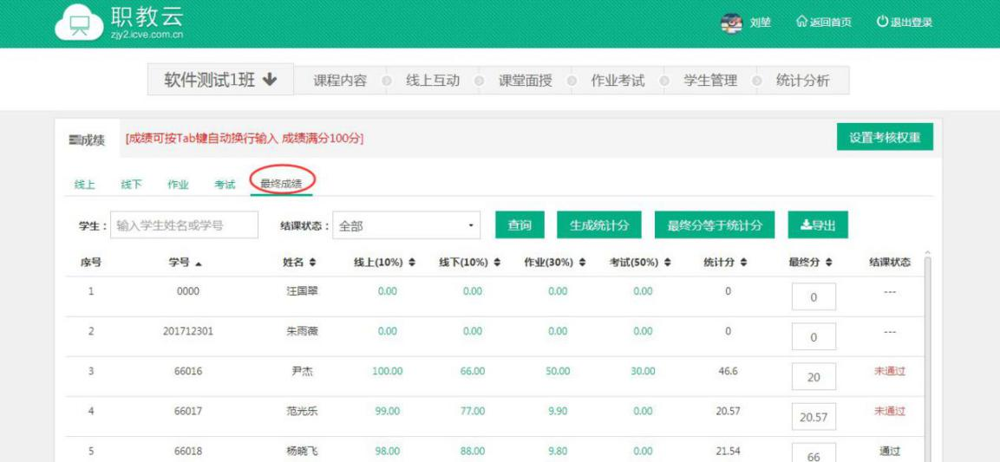 职教云
zjy2.icve.com.cn
刘堃 返回首页 退出登录
软件测试1班 课程内容 线上互动 课堂面授 作业考试 学生管理 统计分析
成绩 [成绩可按Tab键自动换行输入 成绩满分100分] 设置考核权重
线上 线下 作业 考试 最终成绩
学生： 输入学生姓名或学号 结课状态： 全部 查询 生成统计分 最终分等于统计分 导出
序号 学号 姓名 线上(10%) 线下(10%) 作业(30%) 考试(50%) 统计分 最终分 结课状态
1 0000 汪国翠 0.00 0.00 0.00 0.00 0 0 ---
2 201712301 朱雨薇 0.00 0.00 0.00 0.00 0 0 ---
3 66016 尹杰 100.00 66.00 50.00 30.00 46.6 20 未通过
4 66017 范光乐 99.00 77.00 9.90 0.00 20.57 20.57 未通过
5 66018 杨晓飞 98.00 88.00 9.80 0.00 21.54 66 通过